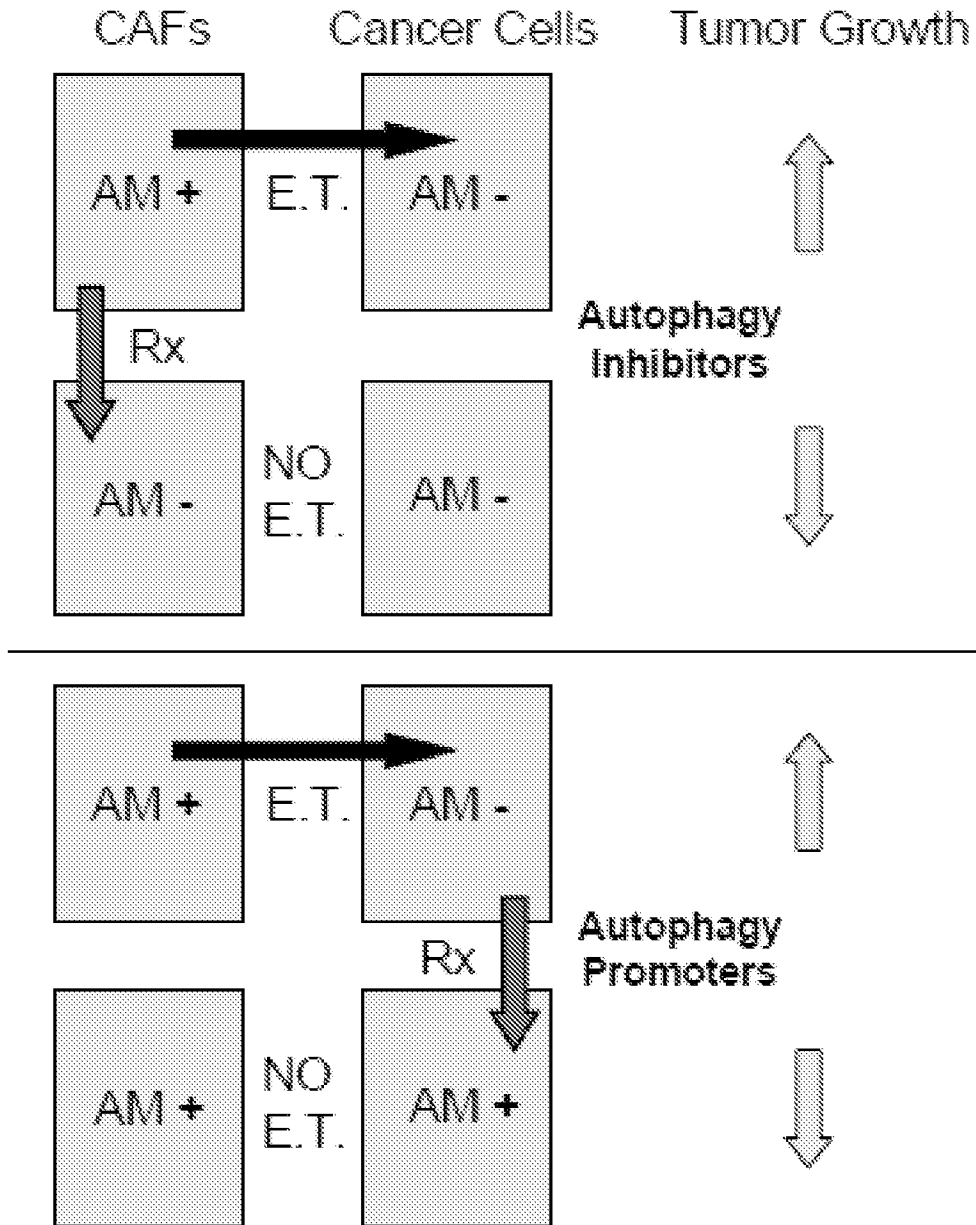 CAFs Cancer Cells Tumor Growth
AM + E.T. AM -
Rx
Autophagy
Inhibitors
AM - NO
E.T. AM -
AM + E.T. AM -
Rx
Autophagy
Promoters
AM + NO
E.T. AM +